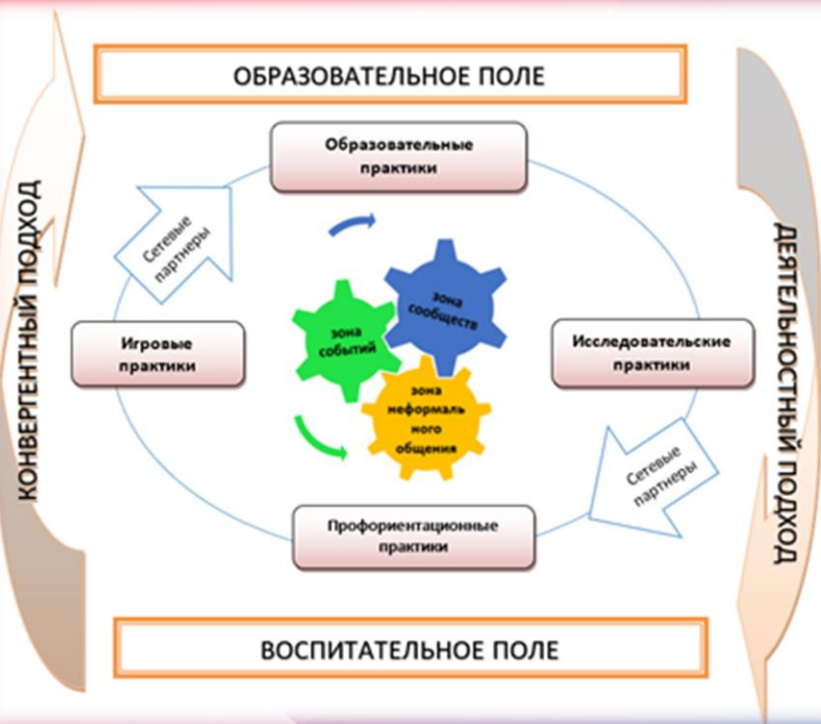 ОБРАЗОВАТЕЛЬНОЕ ПОЛЕ
КОНВЕРГЕНТНЫЙ ПОДХОД
Образовательные
практики
Сетевые
партнеры
зона
сообществ
зона
событий
зона
неформаль
ного
общения
Игровые
практики
Исследовательские
практики
Сетевые
партнеры
Профориентационные
практики
ДЕЯТЕЛЬНОСТНЫЙ ПОДХОД
ВОСПИТАТЕЛЬНОЕ ПОЛЕ